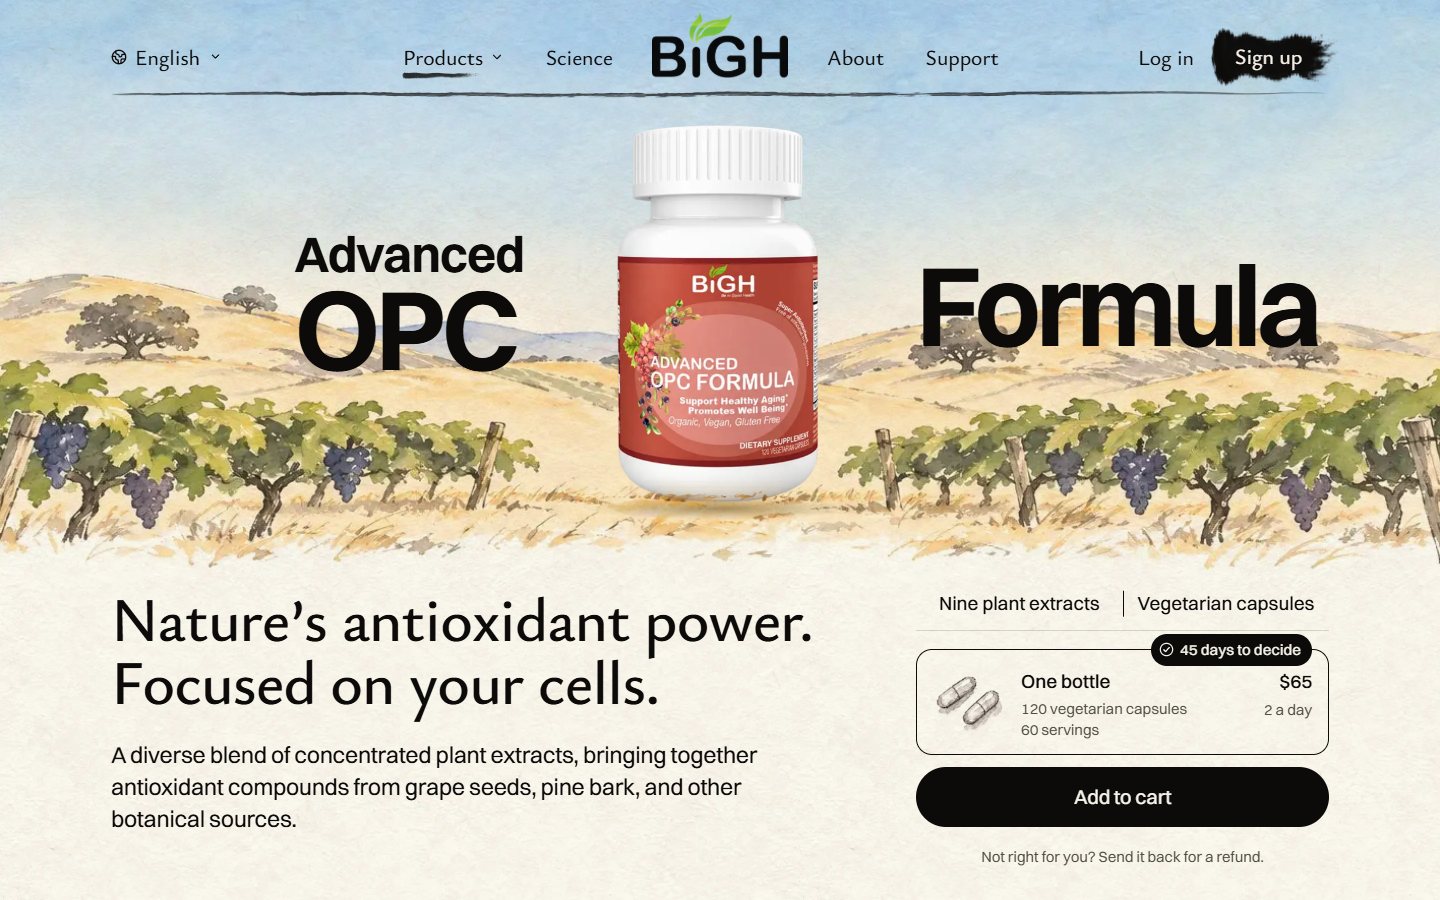 English
Products
Science
BiGH
About
Support
Log in
Sign up
Advanced
OPC
Formula
BiGH
ADVANCED
OPC FORMULA
Support Healthy Aging*
Promotes Well Being*
Organic, Vegan, Gluten Free
DIETARY SUPPLEMENT
120 VEGETARIAN CAPSULES
Nature’s antioxidant power.
Focused on your cells.
A diverse blend of concentrated plant extracts, bringing together
antioxidant compounds from grape seeds, pine bark, and other
botanical sources.
Nine plant extracts
Vegetarian capsules
45 days to decide
One bottle
$65
120 vegetarian capsules
2 a day
60 servings
Add to cart
Not right for you? Send it back for a refund.